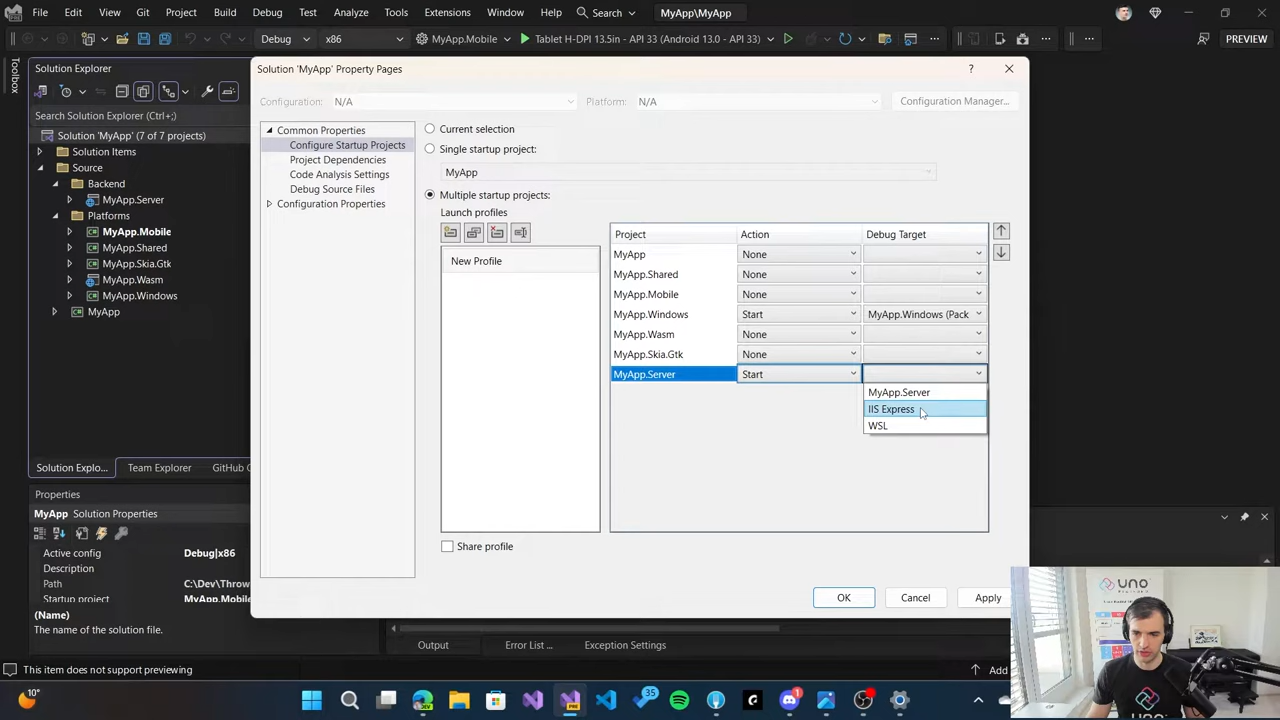 File Edit View Git Project Build Debug Test Analyze Tools Extensions Window Help Search MyApp\MyApp
Debug x86 MyApp.Mobile Tablet H-DPI 13.5in - API 33 (Android 13.0 - API 33) PREVIEW
Toolbox
Solution Explorer
Search Solution Explorer (Ctrl+;)
Solution 'MyApp' (7 of 7 projects)
Solution Items
Source
Backend
MyApp.Server
Platforms
MyApp.Mobile
MyApp.Shared
MyApp.Skia.Gtk
MyApp.Wasm
MyApp.Windows
MyApp
Solution Explo... Team Explorer GitHub
Properties
MyApp Solution Properties
Active config Debug|x86
Description
Path C:\Dev\Throw
Startup project MyApp.Mobile
(Name)
The name of the solution file.
Solution 'MyApp' Property Pages
?
Configuration: N/A Platform: N/A Configuration Manager...
Common Properties
Configure Startup Projects
Project Dependencies
Code Analysis Settings
Debug Source Files
Configuration Properties
Current selection
Single startup project:
MyApp
Multiple startup projects:
Launch profiles
New Profile
Project Action Debug Target
MyApp None
MyApp.Shared None
MyApp.Mobile None
MyApp.Windows Start MyApp.Windows (Pack
MyApp.Wasm None
MyApp.Skia.Gtk None
MyApp.Server Start
MyApp.Server
IIS Express
WSL
Share profile
OK Cancel Apply
Output Error List ... Exception Settings
This item does not support previewing
Add
10°
35
1
PRE
uno